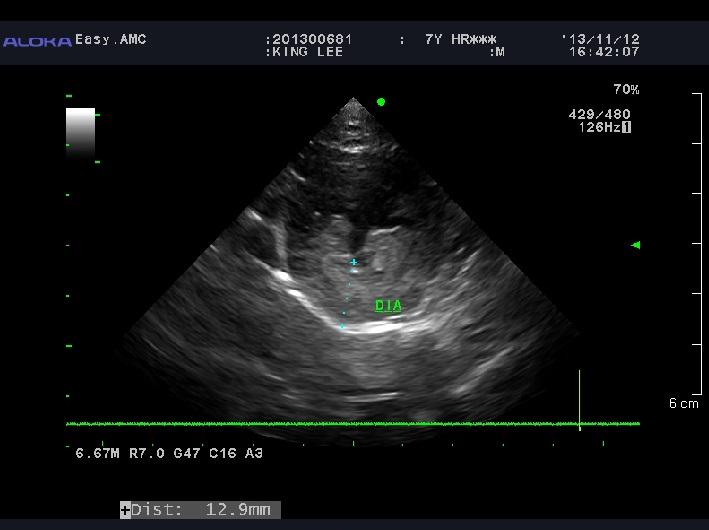 ALOKA Easy.AMC :201300681 : 7Y HR*** '13/11/12
:KING LEE :M 16:42:07
70%
429/480
126Hz1
DIA
6 cm
6.67M R7.0 G47 C16 A3
+Dist: 12.9mm